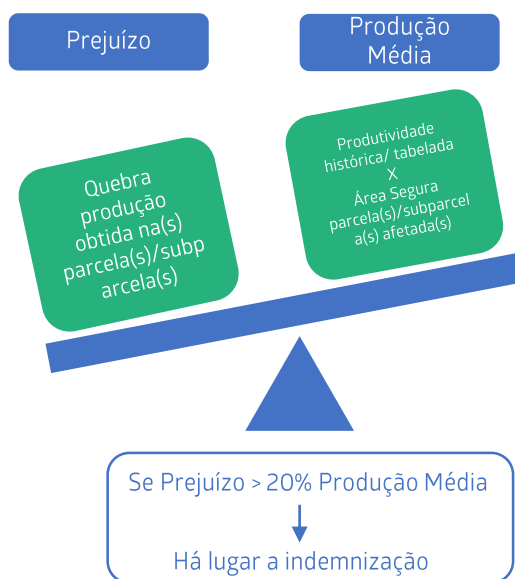 Prejuízo
Produção
Média
Quebra
produção
obtida na(s)
parcela(s)/subp
arcela(s)
Produtividade
histórica/ tabelada
X
Área Segura
parcela(s)/subparcel
a(s) afetada(s)
Se Prejuízo > 20% Produção Média
Há lugar a indemnização